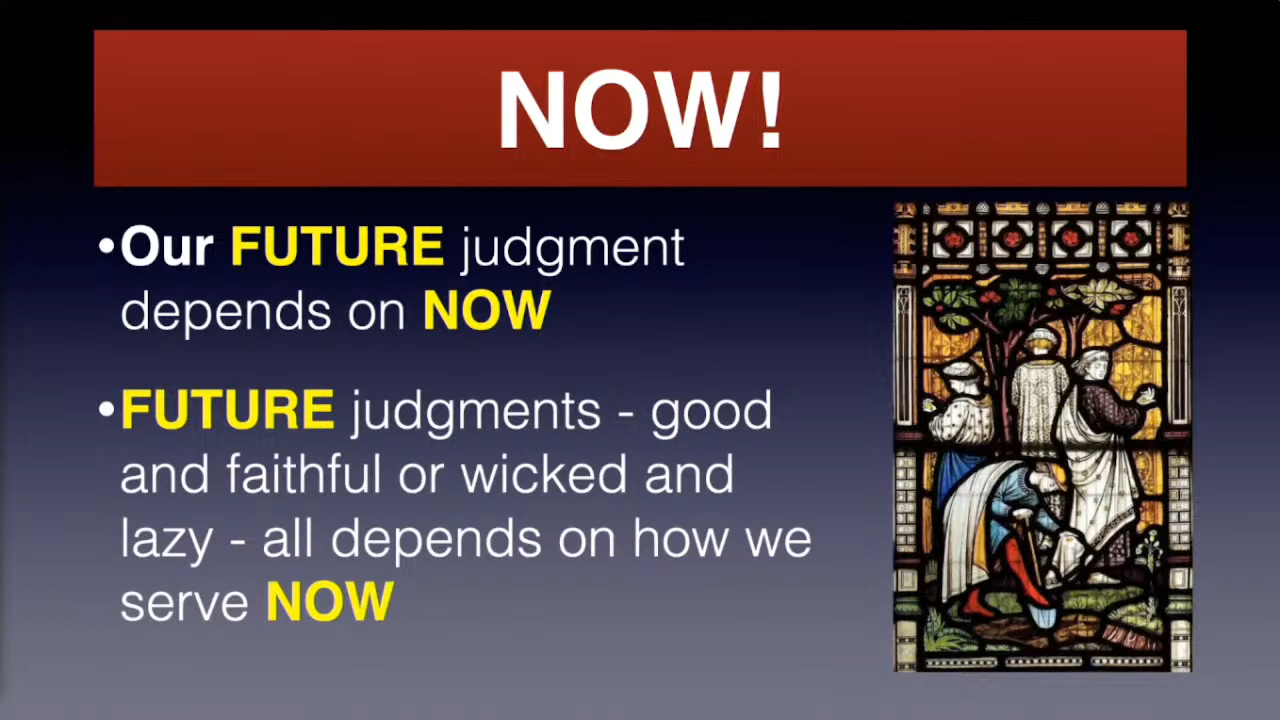 NOW!
•Our FUTURE judgment
depends on NOW
•FUTURE judgments - good
and faithful or wicked and
lazy - all depends on how we
serve NOW